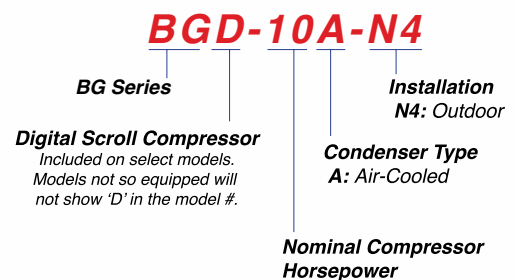 BGD-10A-N4
BG Series
Installation
N4: Outdoor
Digital Scroll Compressor
Included on select models.
Models not so equipped will
not show ‘D’ in the model #.
Condenser Type
A: Air-Cooled
Nominal Compressor
Horsepower